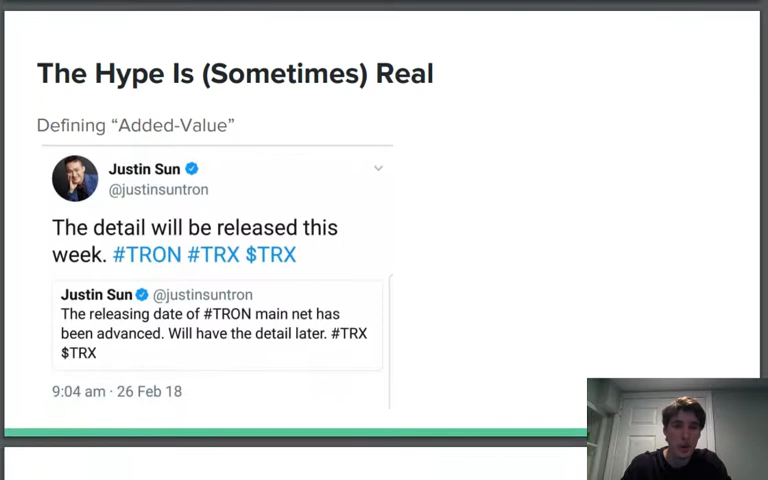 The Hype Is (Sometimes) Real
Defining “Added-Value”
Justin Sun
@justinsuntron
The detail will be released this
week. #TRON #TRX $TRX
Justin Sun @justinsuntron
The releasing date of #TRON main net has
been advanced. Will have the detail later. #TRX
$TRX
9:04 am · 26 Feb 18